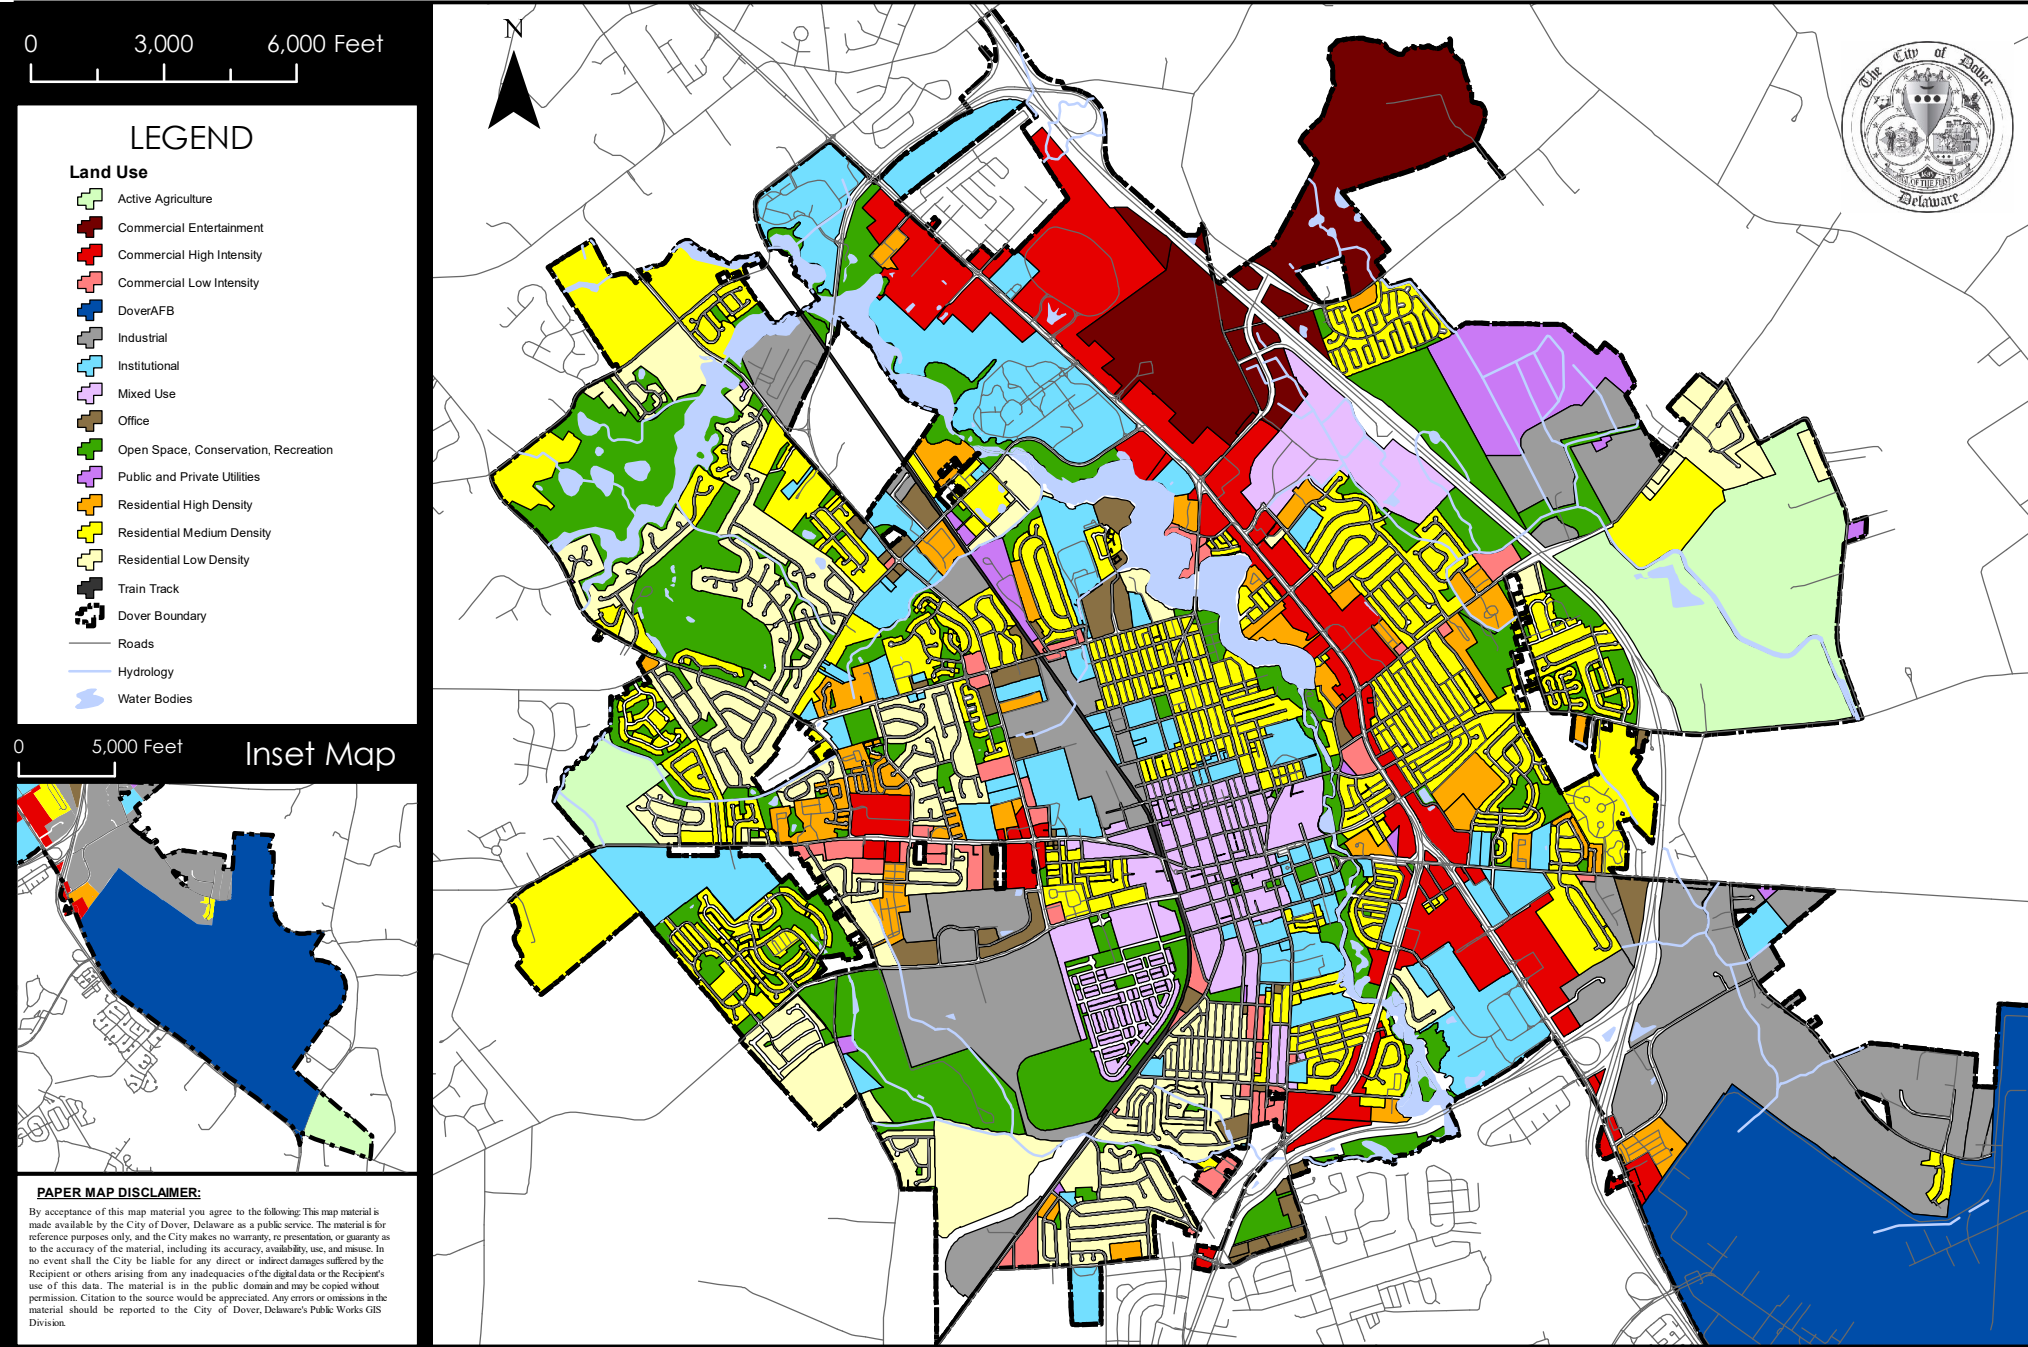 0 3,000 6,000 Feet
LEGEND
Land Use
Active Agriculture
Commercial Entertainment
Commercial High Intensity
Commercial Low Intensity
DoverAFB
Industrial
Institutional
Mixed Use
Office
Open Space, Conservation, Recreation
Public and Private Utilities
Residential High Density
Residential Medium Density
Residential Low Density
Train Track
Dover Boundary
Roads
Hydrology
Water Bodies
0 5,000 Feet Inset Map
PAPER MAP DISCLAIMER:
By acceptance of this map material you agree to the following: This map material is
made available by the City of Dover, Delaware as a public service. The material is for
reference purposes only, and the City makes no warranty, re presentation, or guaranty as
to the accuracy of the material, including its accuracy, availability, use, and misuse. In
no event shall the City be liable for any direct or indirect damages suffered by the
Recipient or others arising from any inadequacies of the digital data or the Recipient's
use of this data. The material is in the public domain and may be copied without
permission. Citation to the source would be appreciated. Any errors or omissions in the
material should be reported to the City of Dover, Delaware's Public Works GIS
Division.
N
The City of Dover
Delaware